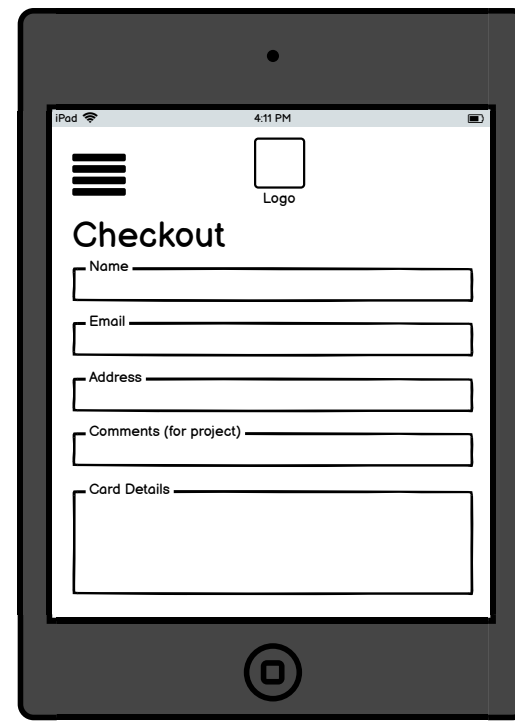 iPad 4:11 PM
Logo
Checkout
Name
Email
Address
Comments (for project)
Card Details